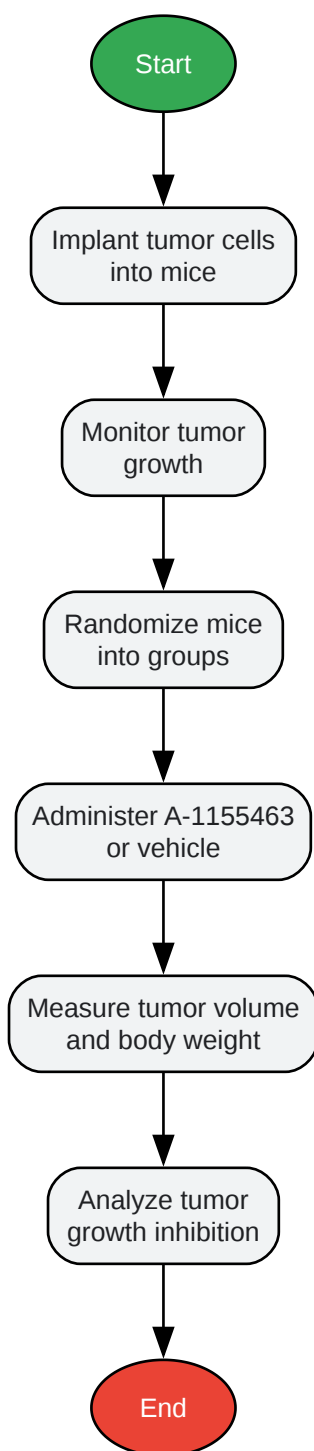 Start
Implant tumor cells
into mice
Monitor tumor
growth
Randomize mice
into groups
Administer A-1155463
or vehicle
Measure tumor volume
and body weight
Analyze tumor
growth inhibition
End